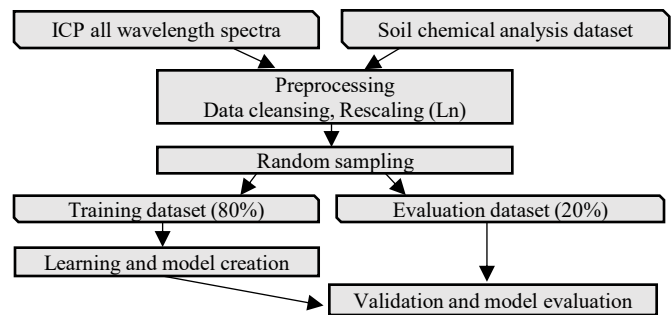 ICP all wavelength spectra
Soil chemical analysis dataset
Preprocessing
Data cleansing, Rescaling (Ln)
Random sampling
Training dataset (80%)
Evaluation dataset (20%)
Learning and model creation
Validation and model evaluation